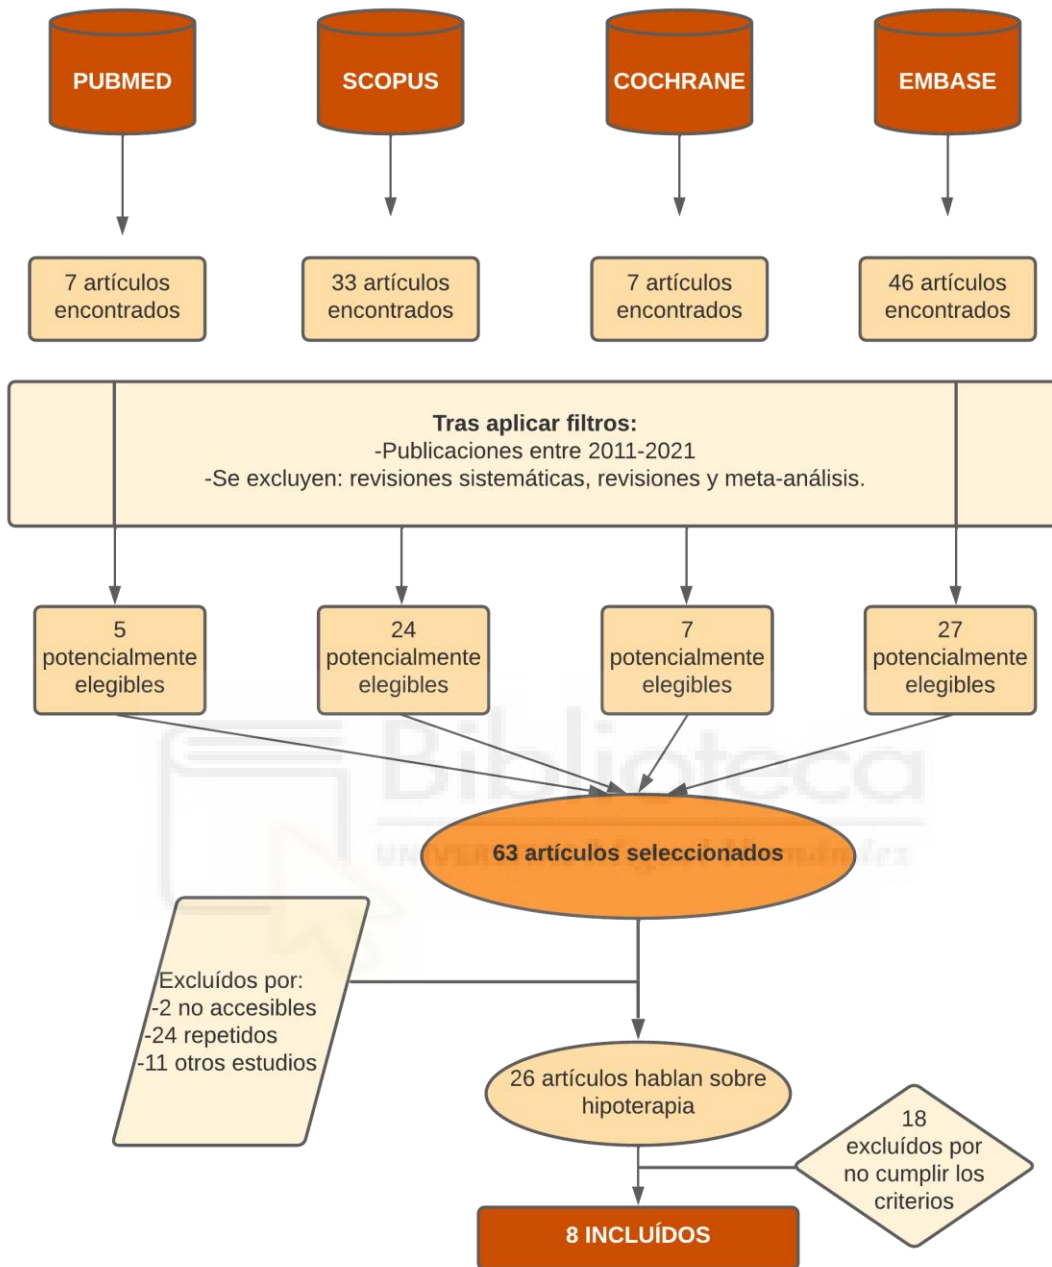 PUBMED
SCOPUS
COCHRANE
EMBASE
7 artículos
encontrados
33 artículos
encontrados
7 artículos
encontrados
46 artículos
encontrados
Tras aplicar filtros:
-Publicaciones entre 2011-2021
-Se excluyen: revisiones sistemáticas, revisiones y meta-análisis.
5
potencialmente
elegibles
24
potencialmente
elegibles
7
potencialmente
elegibles
27
potencialmente
elegibles
Biblioteca
63 artículos seleccionados
Excluídos por:
-2 no accesibles
-24 repetidos
-11 otros estudios
26 artículos hablan sobre
hipoterapia
18
excluídos por
no cumplir los
criterios
8 INCLUÍDOS